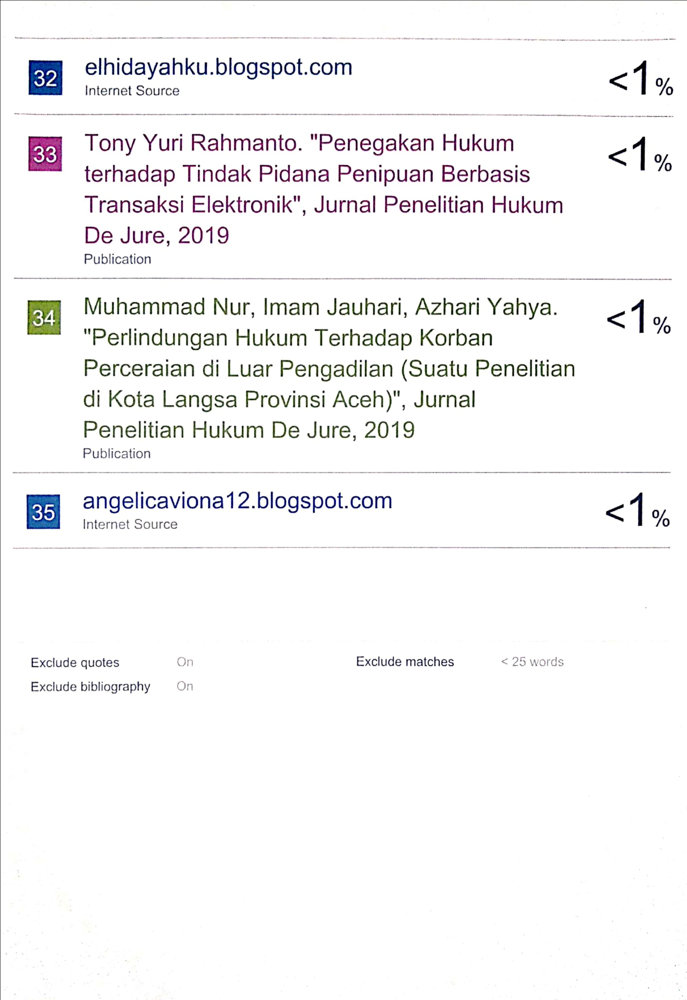 32 elhidayahku.blogspot.com <1%
Internet Source
33 Tony Yuri Rahmanto. "Penegakan Hukum <1%
terhadap Tindak Pidana Penipuan Berbasis
Transaksi Elektronik", Jurnal Penelitian Hukum
De Jure, 2019
Publication
34 Muhammad Nur, Imam Jauhari, Azhari Yahya. <1%
"Perlindungan Hukum Terhadap Korban
Perceraian di Luar Pengadilan (Suatu Penelitian
di Kota Langsa Provinsi Aceh)", Jurnal
Penelitian Hukum De Jure, 2019
Publication
35 angelicaviona12.blogspot.com <1%
Internet Source
Exclude quotes On Exclude matches < 25 words
Exclude bibliography On